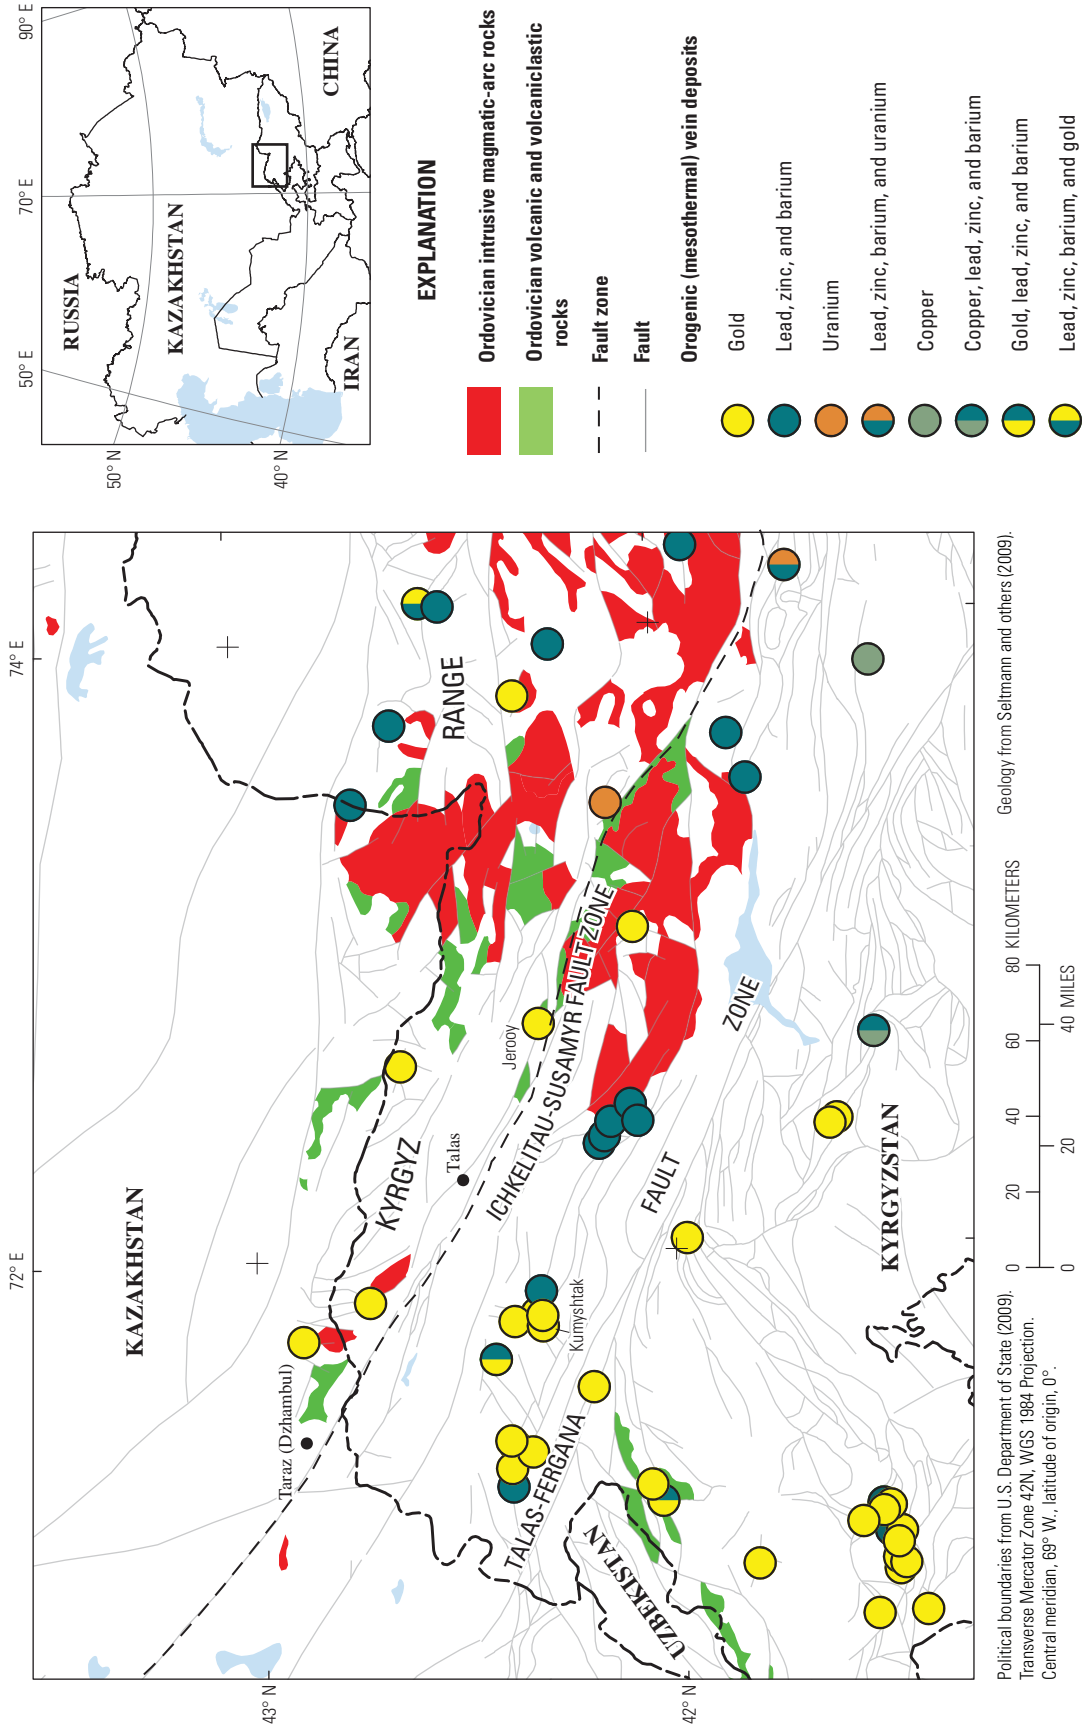 72° E
74° E
43° N
42° N
KAZAKHSTAN
Taraz (Dzhambul)
KYRGYZ
RANGE
Talas
Jerooy
ICHKELITAU-SUSAMYR FAULT ZONE
Kumyshtak
TALAS-FERGANA
FAULT
ZONE
UZBEKISTAN
KYRGYZSTAN
Political boundaries from U.S. Department of State (2009).
Transverse Mercator Zone 42N, WGS 1984 Projection.
Central meridian, 69° W., latitude of origin, 0°.
0 20 40 60 80 KILOMETERS
0 20 40 MILES
Geology from Seltmann and others (2009).
50° E
70° E
90° E
50° N
40° N
RUSSIA
KAZAKHSTAN
IRAN
CHINA
EXPLANATION
Ordovician intrusive magmatic-arc rocks
Ordovician volcanic and volcaniclastic
rocks
Fault zone
Fault
Orogenic (mesothermal) vein deposits
Gold
Lead, zinc, and barium
Uranium
Lead, zinc, barium, and uranium
Copper
Copper, lead, zinc, and barium
Gold, lead, zinc, and barium
Lead, zinc, barium, and gold